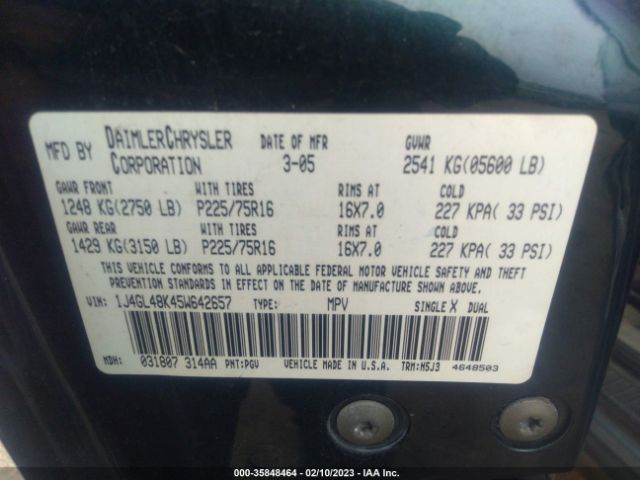 MFD BY DAIMLERCHRYSLER CORPORATION DATE OF MFR 3-05 GVWR 2541 KG(05600 LB)
GAWR FRONT WITH TIRES RIMS AT COLD
1248 KG(2750 LB) P225/75R16 16X7.0 227 KPA( 33 PSI)
GAWR REAR WITH TIRES RIMS AT COLD
1429 KG(3150 LB) P225/75R16 16X7.0 227 KPA( 33 PSI)
THIS VEHICLE CONFORMS TO ALL APPLICABLE FEDERAL MOTOR VEHICLE SAFETY AND THEFT
PREVENTION STANDARDS IN EFFECT ON THE DATE OF MANUFACTURE SHOWN ABOVE.
VIN: 1J4GL48K45W642657 TYPE: MPV SINGLE X DUAL
MDH: 031807 314AA PNT:PGV VEHICLE MADE IN U.S.A. TRM:N5J3 4648503
000-35848464 - 02/10/2023 - IAA Inc.